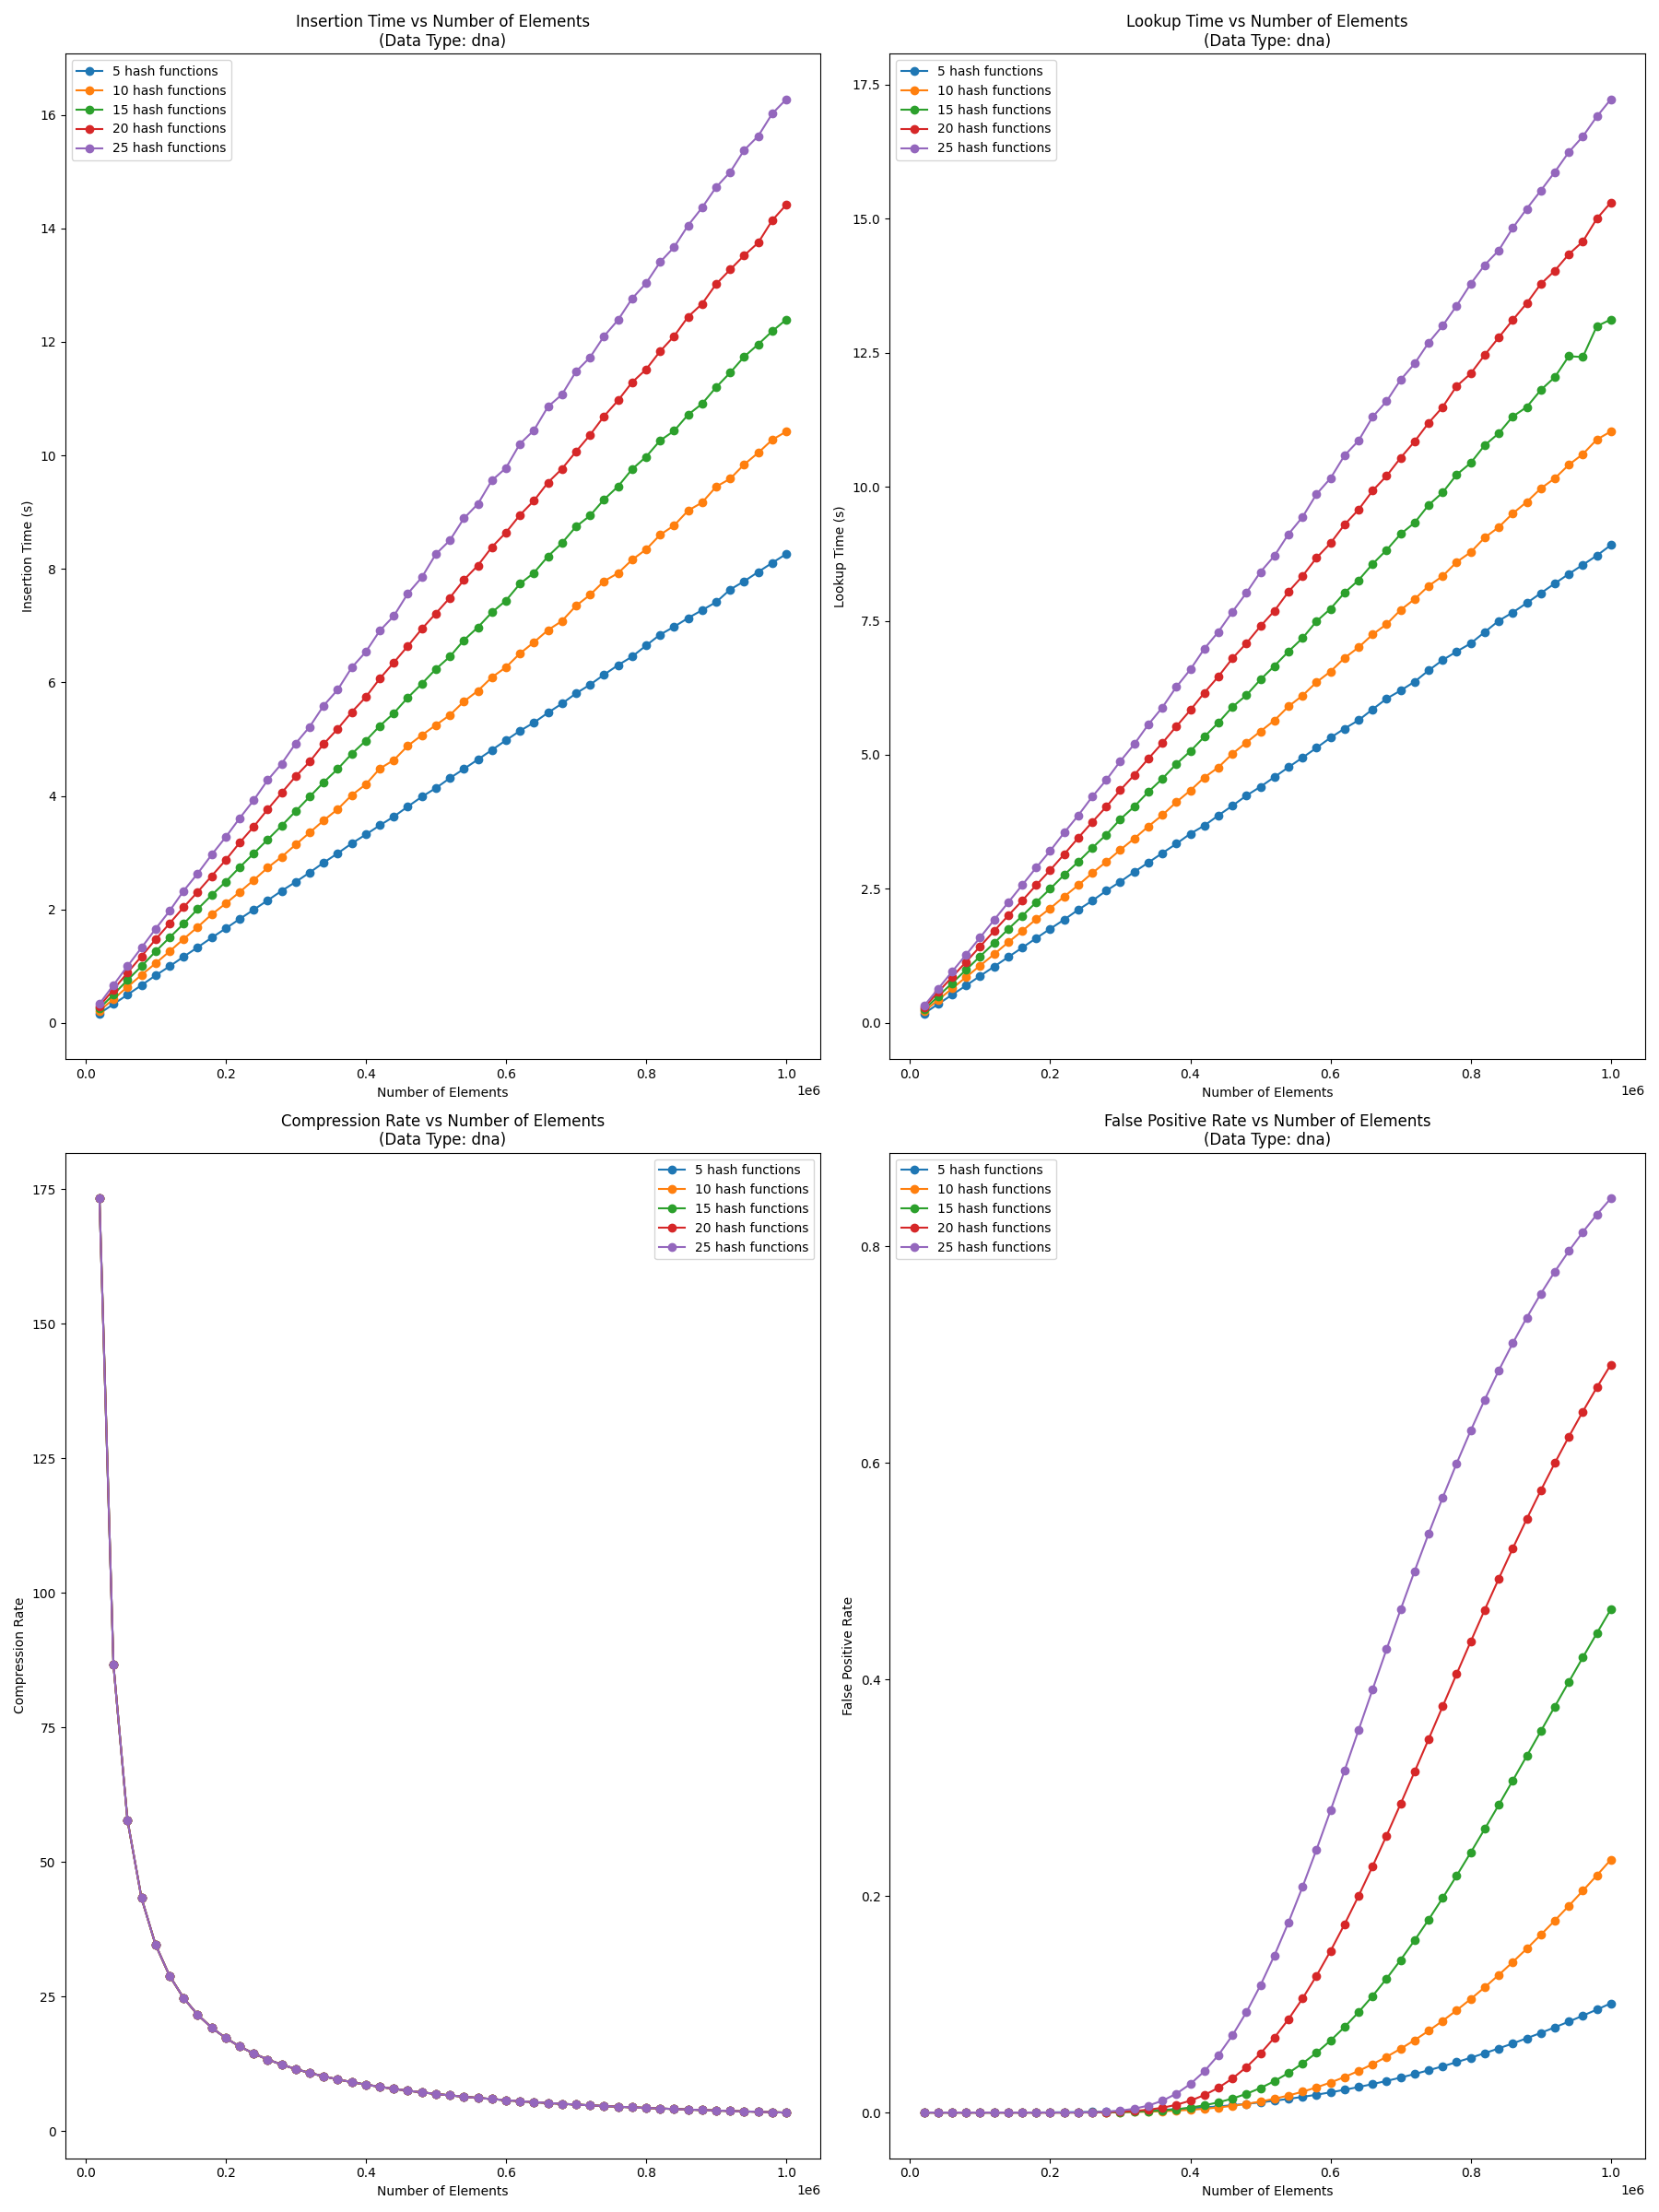 Insertion Time vs Number of Elements
(Data Type: dna)
5 hash functions
10 hash functions
15 hash functions
20 hash functions
25 hash functions
16
14
12
10
8
6
4
2
0
Insertion Time (s)
0.0 0.2 0.4 0.6 0.8 1.0
1e6
Number of Elements
Lookup Time vs Number of Elements
(Data Type: dna)
5 hash functions
10 hash functions
15 hash functions
20 hash functions
25 hash functions
17.5
15.0
12.5
10.0
7.5
5.0
2.5
0.0
Lookup Time (s)
0.0 0.2 0.4 0.6 0.8 1.0
1e6
Number of Elements
Compression Rate vs Number of Elements
(Data Type: dna)
5 hash functions
10 hash functions
15 hash functions
20 hash functions
25 hash functions
175
150
125
100
75
50
25
0
Compression Rate
0.0 0.2 0.4 0.6 0.8 1.0
1e6
Number of Elements
False Positive Rate vs Number of Elements
(Data Type: dna)
5 hash functions
10 hash functions
15 hash functions
20 hash functions
25 hash functions
0.8
0.6
0.4
0.2
0.0
False Positive Rate
0.0 0.2 0.4 0.6 0.8 1.0
1e6
Number of Elements